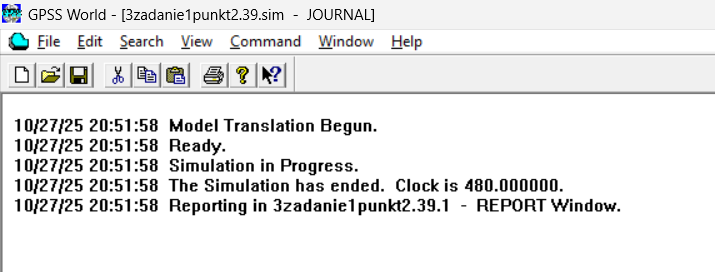 GPSS World - [3zadanie1punkt2.39.sim - JOURNAL]
File Edit Search View Command Window Help
10/27/25 20:51:58 Model Translation Begun.
10/27/25 20:51:58 Ready.
10/27/25 20:51:58 Simulation in Progress.
10/27/25 20:51:58 The Simulation has ended. Clock is 480.000000.
10/27/25 20:51:58 Reporting in 3zadanie1punkt2.39.1 - REPORT Window.